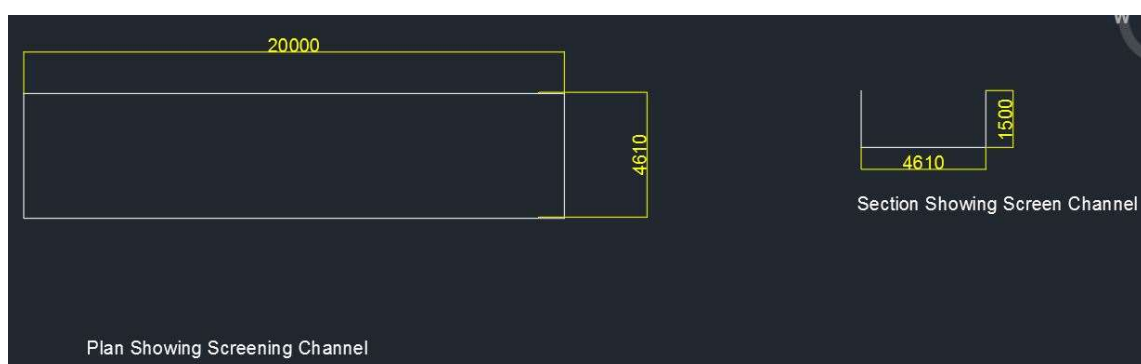 W
20000
4610
1500
4610
Section Showing Screen Channel
Plan Showing Screening Channel